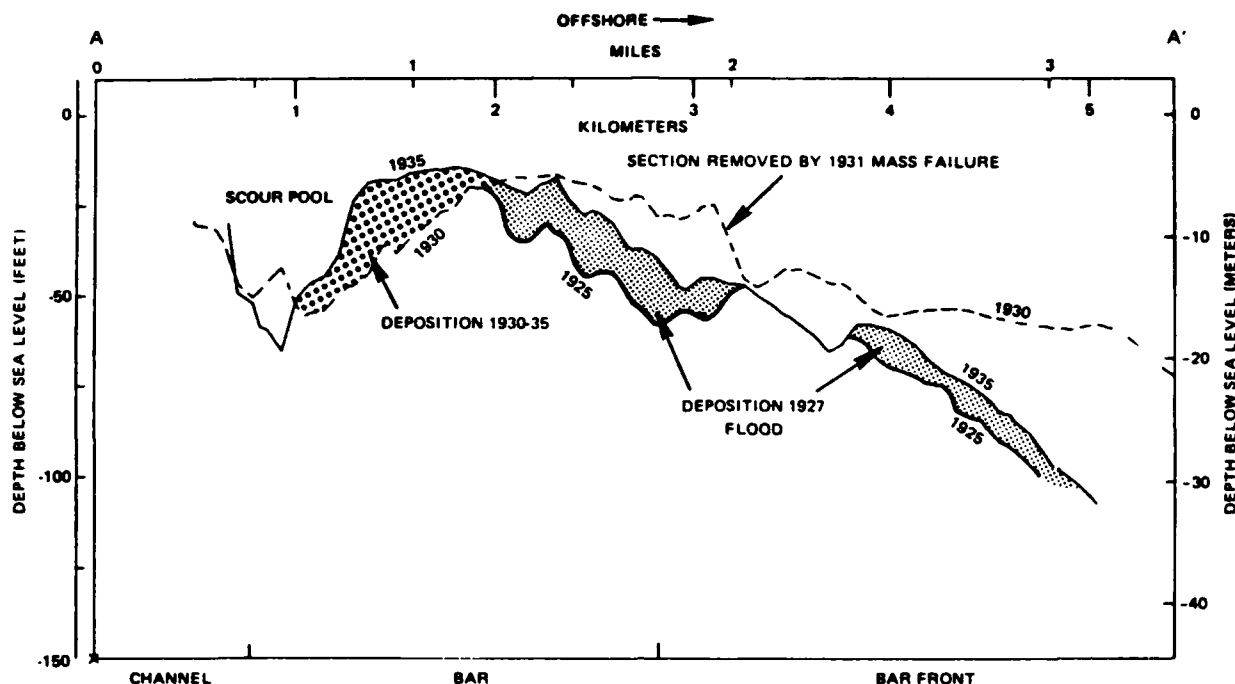 OFFSHORE
A
A'
MILES
0 1 2 3
1 2 3 4 5
KILOMETERS
0
-50
-100
-150
DEPTH BELOW SEA LEVEL (FEET)
0
-10
-20
-30
-40
DEPTH BELOW SEA LEVEL (METERS)
1935
SECTION REMOVED BY 1931 MASS FAILURE
SCOUR POOL
1930
1925
DEPOSITION 1930-35
1930
DEPOSITION 1927
FLOOD
1935
1925
CHANNEL
BAR
BAR FRONT